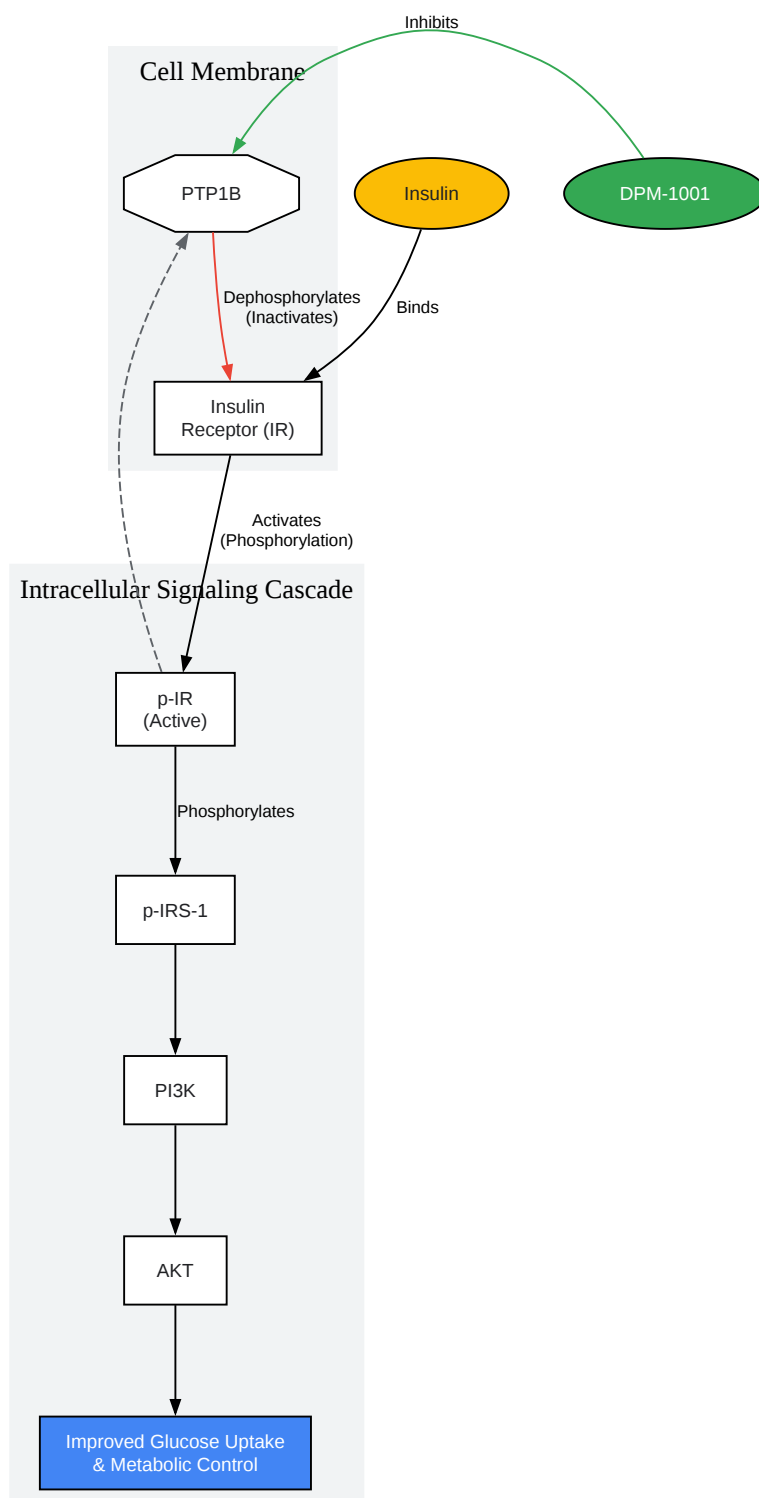 Inhibits
Cell Membrane
PTP1B
Insulin
DPM-1001
Dephosphorylates
(Inactivates)
Binds
Insulin
Receptor (IR)
Activates
(Phosphorylation)
Intracellular Signaling Cascade
p-IR
(Active)
Phosphorylates
p-IRS-1
PI3K
AKT
Improved Glucose Uptake
& Metabolic Control